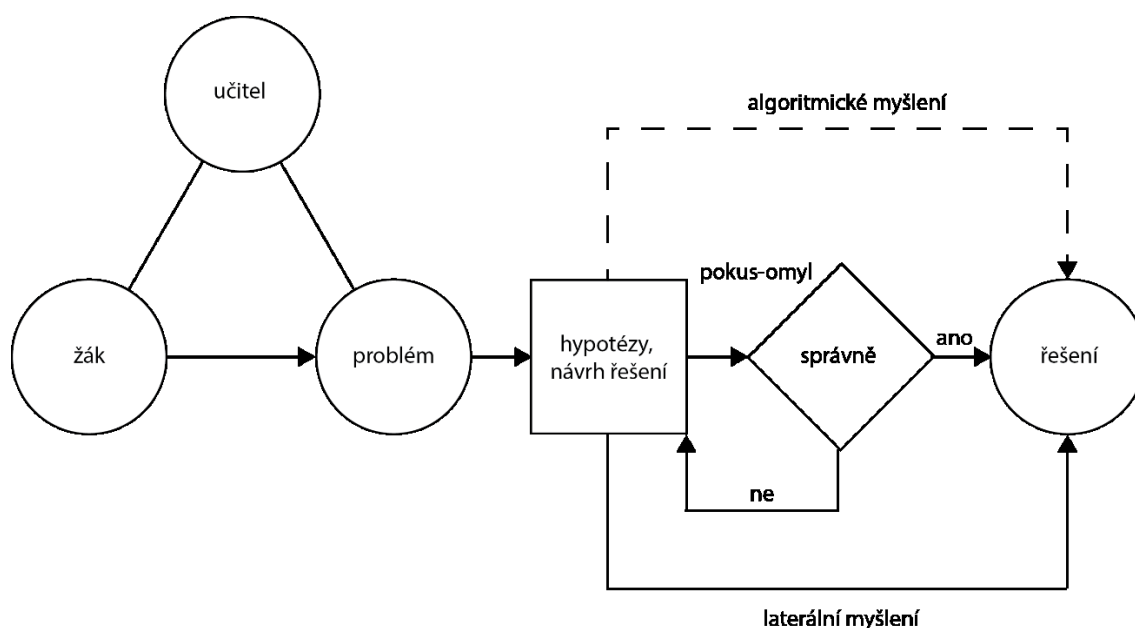 učitel
algoritmické myšlení
pokus-omyl
žák
problém
hypotézy,
návrh řešení
správně
ano
řešení
ne
laterální myšlení